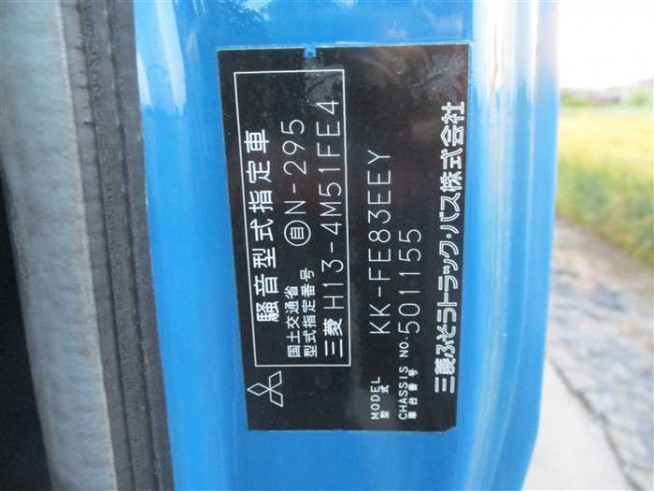 騒音型式指定車
国土交通省
型式指定番号 自N-295
三菱 H13-4M51FE4
MODEL
型式 KK-FE83EEY
CHASSIS NO.
車台番号 501155
三菱ふそうトラック・バス株式会社